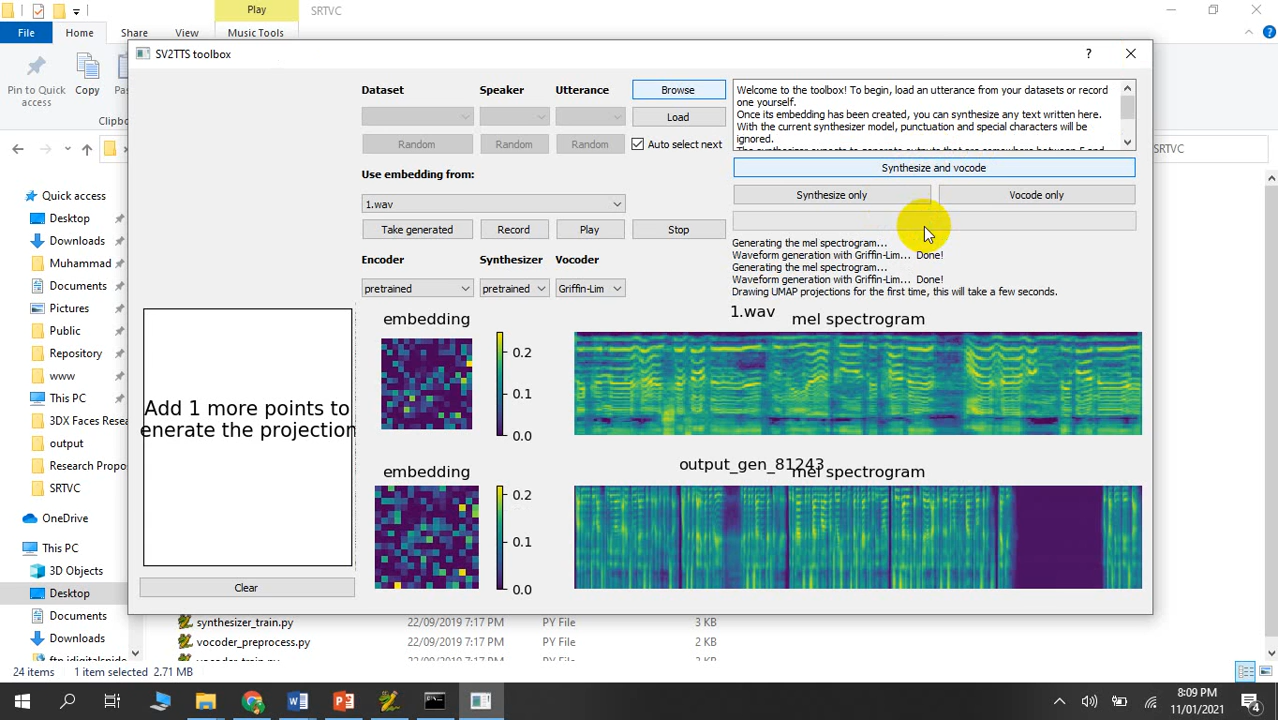 Play
SRTVC
File
Home
Share
View
Music Tools
Pin to Quick
access
Copy
SV2TTS toolbox
?
Dataset
Speaker
Utterance
Browse
Load
Random
Random
Random
Auto select next
Use embedding from:
1.wav
Take generated
Record
Play
Stop
Encoder
Synthesizer
Vocoder
pretrained
pretrained
Griffin-Lim
Welcome to the toolbox! To begin, load an utterance from your datasets or record
one yourself.
Once its embedding has been created, you can synthesize any text written here.
With the current synthesizer model, punctuation and special characters will be
ignored.
Synthesize and vocode
Synthesize only
Vocode only
Generating the mel spectrogram...
Waveform generation with Griffin-Lim... Done!
Generating the mel spectrogram...
Waveform generation with Griffin-Lim... Done!
Drawing UMAP projections for the first time, this will take a few seconds.
1.wav
embedding
mel spectrogram
0.2
0.1
0.0
Add 1 more points to
enerate the projection
output_gen_81243
embedding
mel spectrogram
0.2
0.1
0.0
Clear
SRTVC
Quick access
Desktop
Downloads
Muhammad
Documents
Pictures
Public
Repository
www
This PC
3DX Faces Resea
output
Research Propo
SRTVC
OneDrive
This PC
3D Objects
Desktop
Documents
Downloads
synthesizer_train.py
22/09/2019 7:17 PM
PY File
3 KB
vocoder_preprocess.py
22/09/2019 7:17 PM
PY File
2 KB
24 items
1 item selected 2.71 MB
8:09 PM
11/01/2021
4